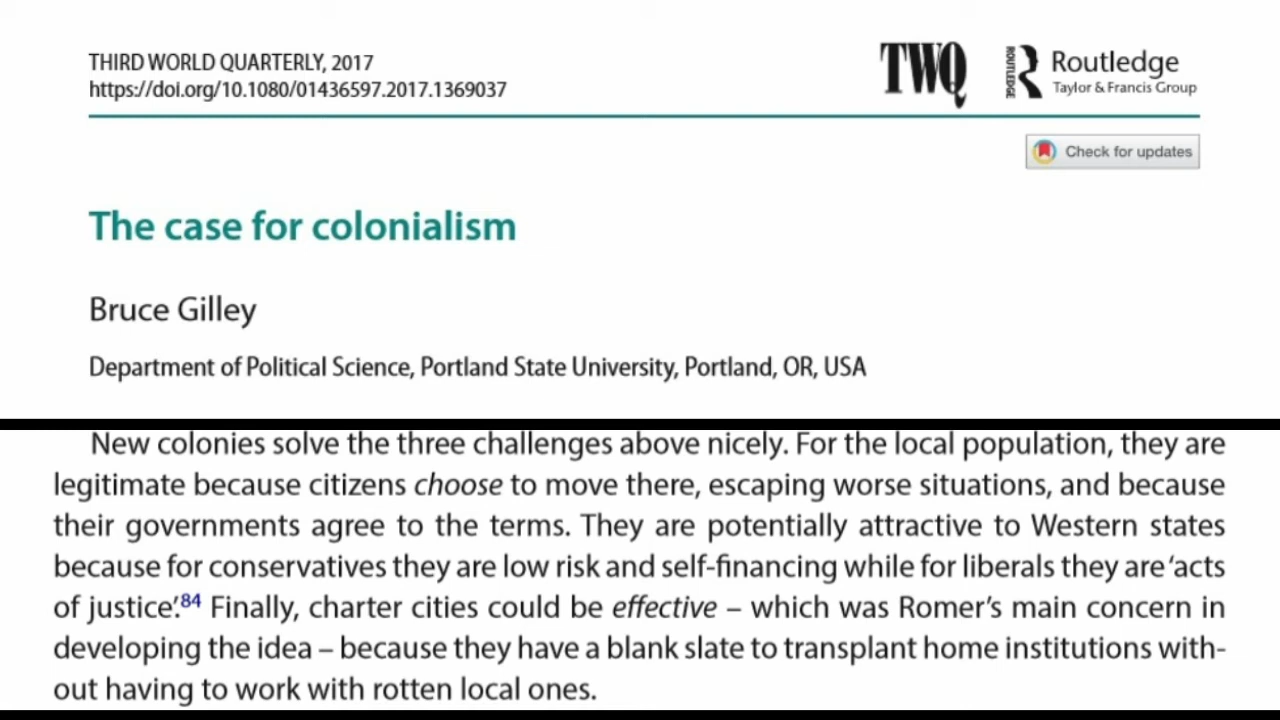 THIRD WORLD QUARTERLY, 2017
https://doi.org/10.1080/01436597.2017.1369037
TWQ
ROUTLEDGE
Routledge
Taylor & Francis Group
Check for updates
The case for colonialism
Bruce Gilley
Department of Political Science, Portland State University, Portland, OR, USA
New colonies solve the three challenges above nicely. For the local population, they are
legitimate because citizens choose to move there, escaping worse situations, and because
their governments agree to the terms. They are potentially attractive to Western states
because for conservatives they are low risk and self-financing while for liberals they are ‘acts
of justice’.84 Finally, charter cities could be effective – which was Romer’s main concern in
developing the idea – because they have a blank slate to transplant home institutions with-
out having to work with rotten local ones.